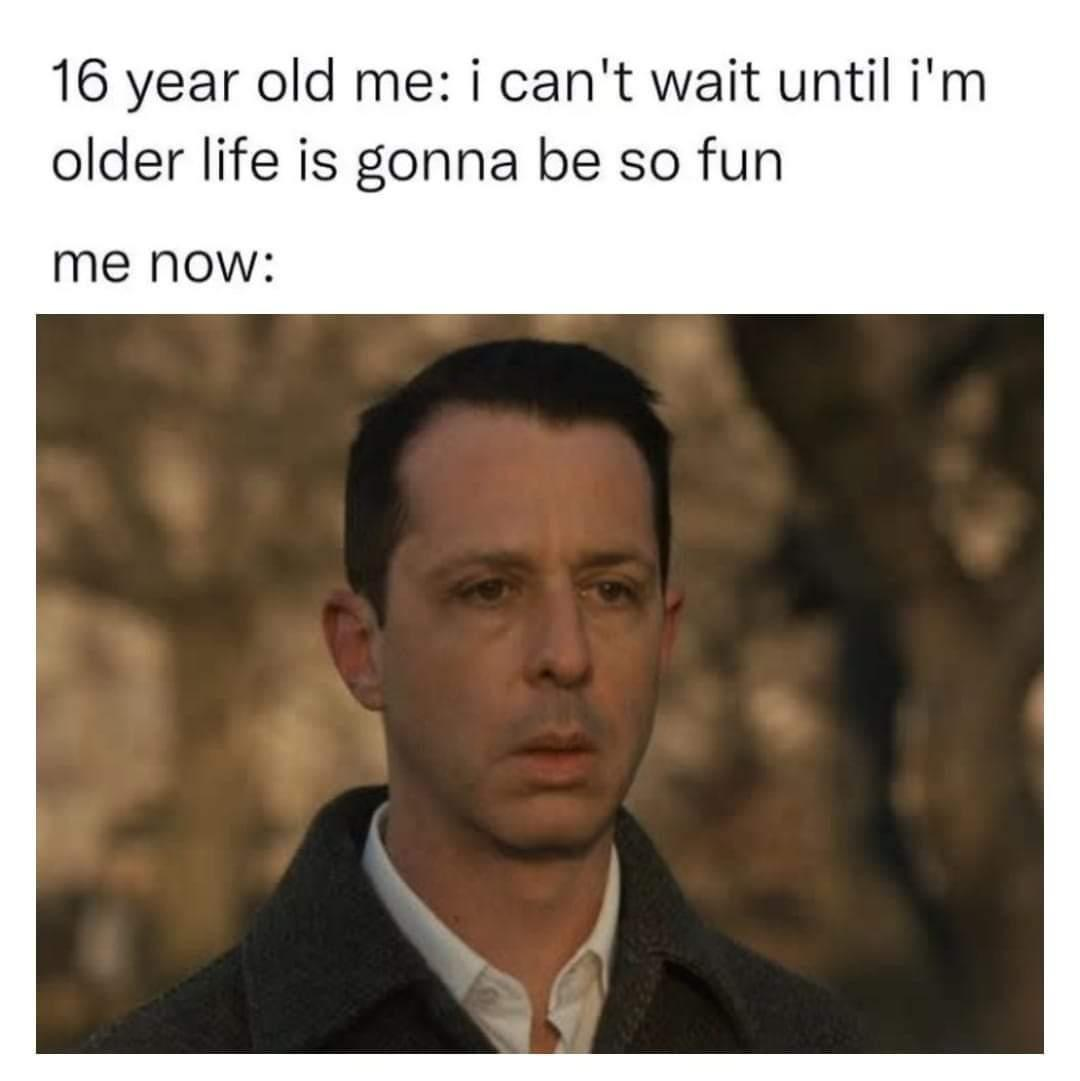 16 year old me: i can't wait until i'm
older life is gonna be so fun
me now: